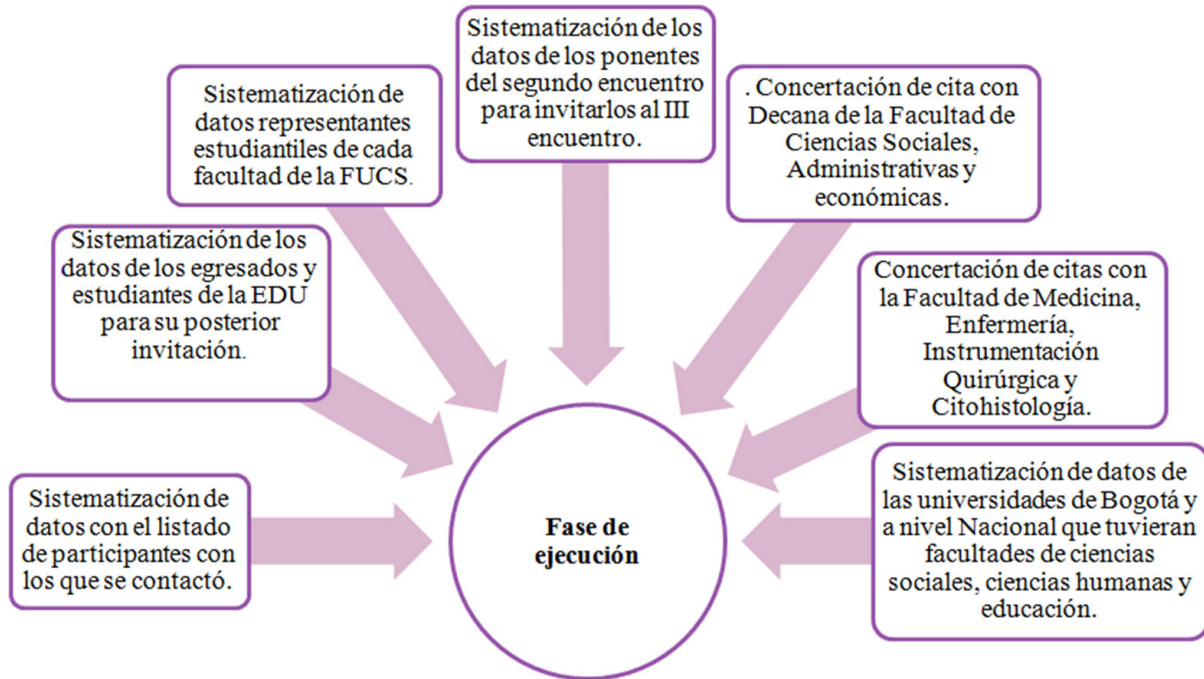 Sistematización de los
datos de los ponentes
del segundo encuentro
para invitarlos al III
encuentro.
Sistematización de
datos representantes
estudiantiles de cada
facultad de la FUCS.
. Concertación de cita con
Decana de la Facultad de
Ciencias Sociales,
Administrativas y
económicas.
Sistematización de los
datos de los egresados y
estudiantes de la EDU
para su posterior
invitación.
Concertación de citas con
la Facultad de Medicina,
Enfermería,
Instrumentación
Quirúrgica y
Citohistología.
Sistematización de
datos con el listado
de participantes con
los que se contactó.
Fase de
ejecución
Sistematización de datos de
las universidades de Bogotá y
a nivel Nacional que tuvieran
facultades de ciencias
sociales, ciencias humanas y
educación.